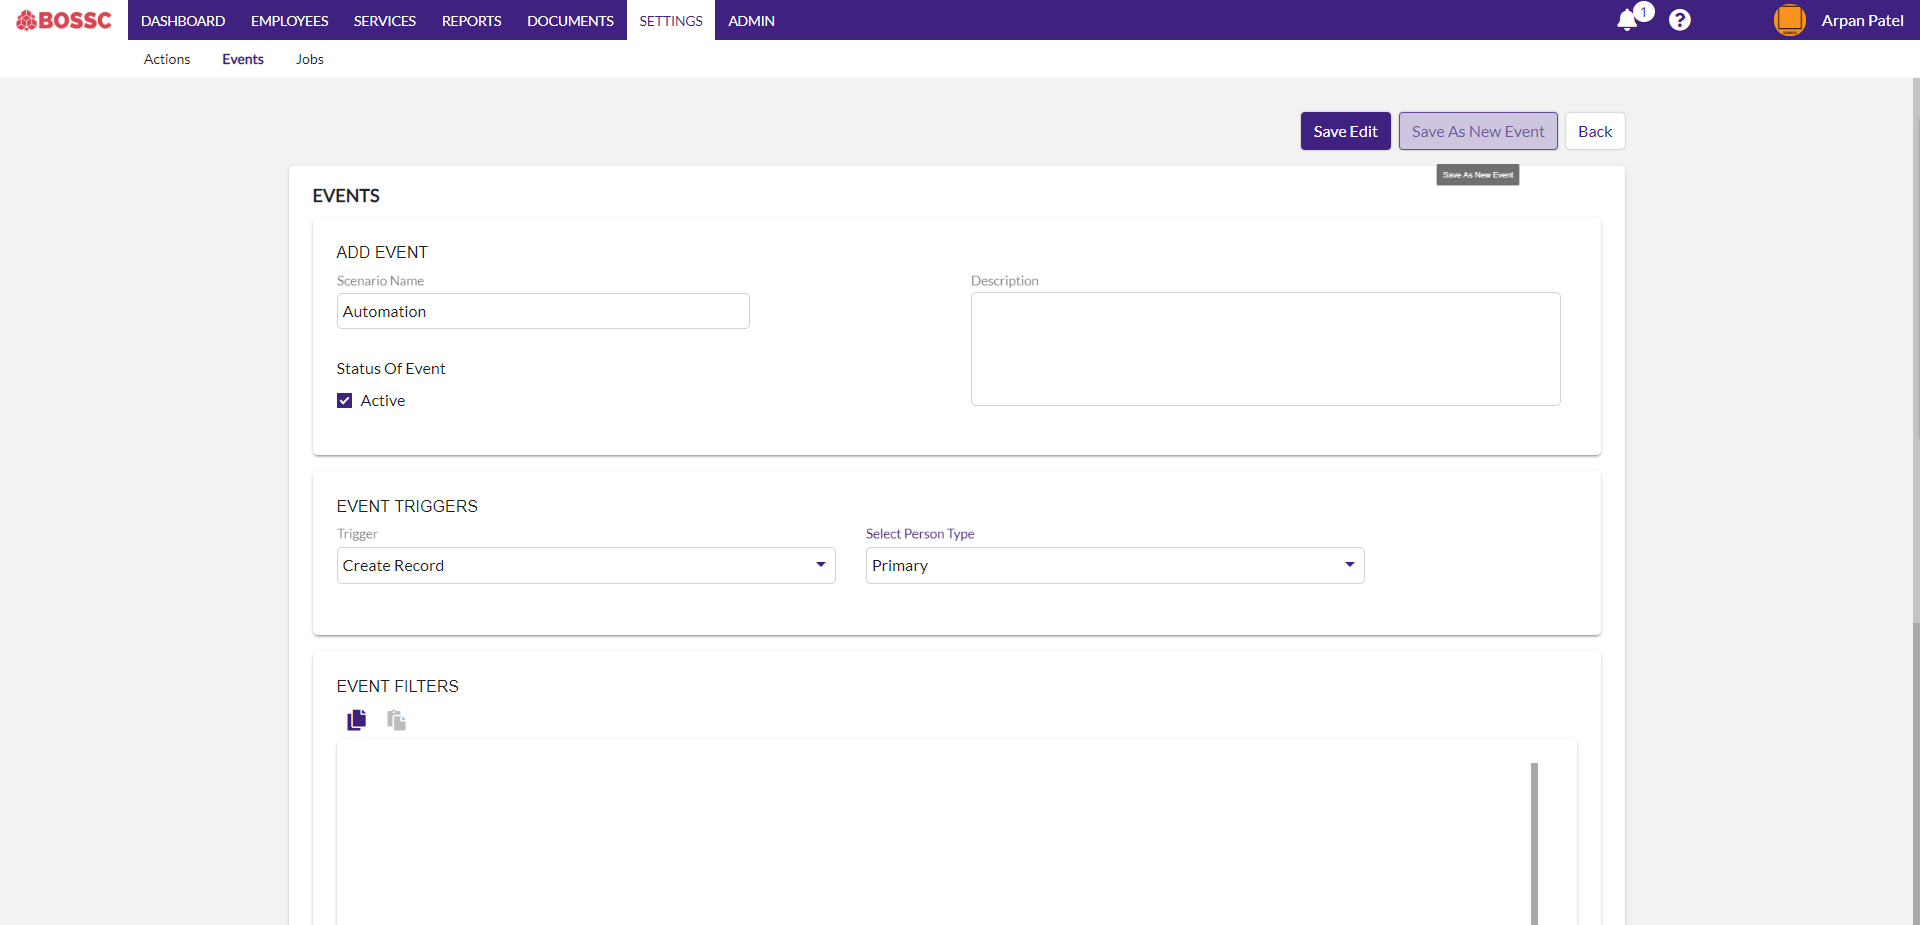 BOSSC
DASHBOARD EMPLOYEES SERVICES REPORTS DOCUMENTS SETTINGS ADMIN
1
?
Arpan Patel
Actions Events Jobs
Save Edit Save As New Event Back
Save As New Event
EVENTS
ADD EVENT
Scenario Name
Automation
Description
Status Of Event
Active
EVENT TRIGGERS
Trigger
Create Record
Select Person Type
Primary
EVENT FILTERS